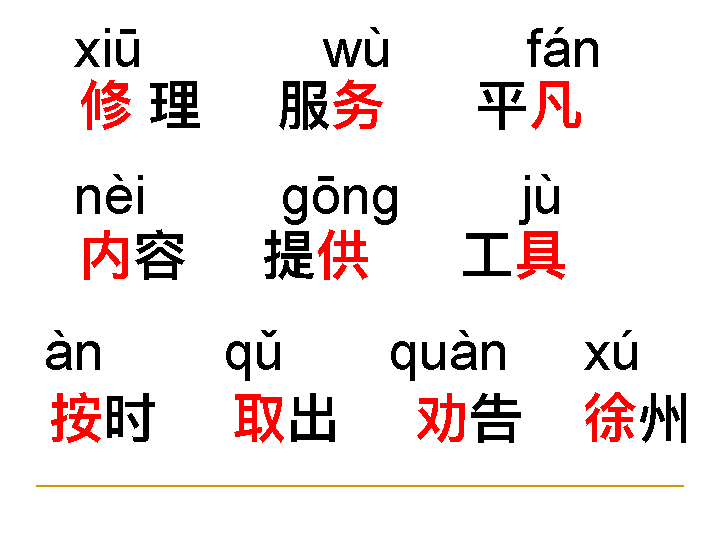 xiū wù fán
修理 服务 平凡
nèi gōng jù
内容 提供 工具
àn qǔ quàn xú
按时 取出 劝告 徐州